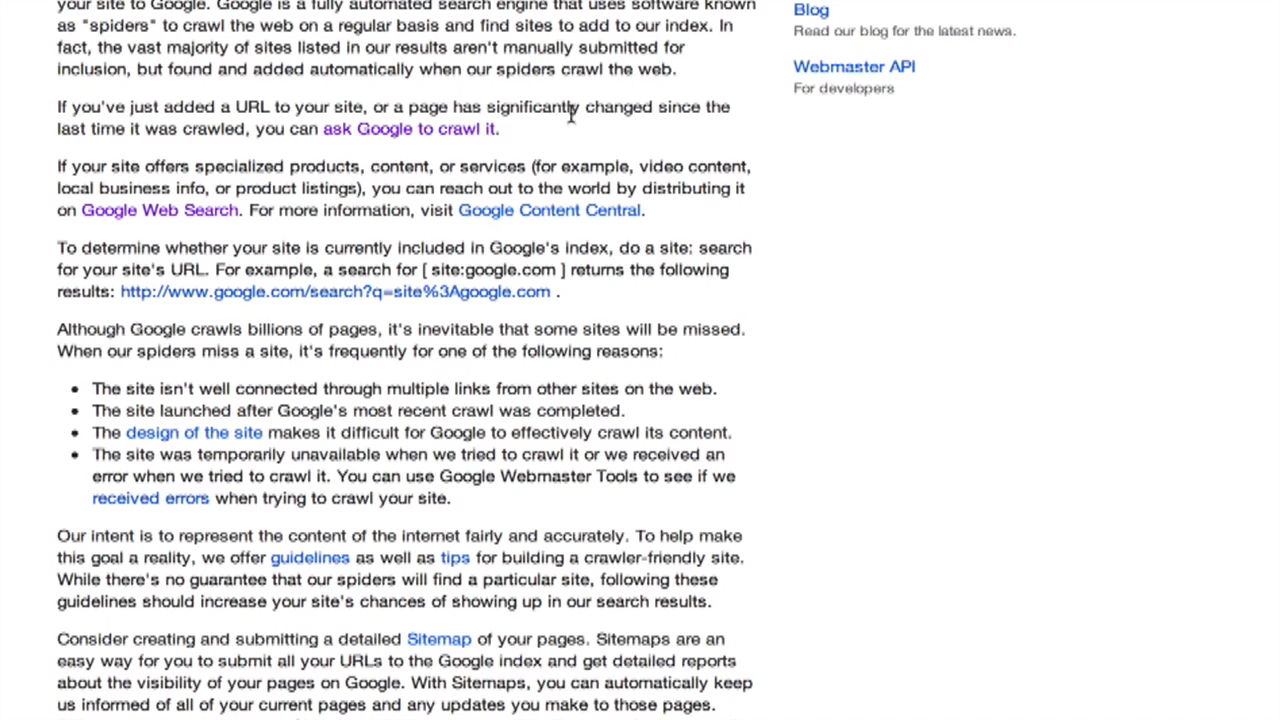 your site to Google. Google is a fully automated search engine that uses software known
as "spiders" to crawl the web on a regular basis and find sites to add to our index. In
fact, the vast majority of sites listed in our results aren't manually submitted for
inclusion, but found and added automatically when our spiders crawl the web.
If you've just added a URL to your site, or a page has significantly changed since the
last time it was crawled, you can ask Google to crawl it.
If your site offers specialized products, content, or services (for example, video content,
local business info, or product listings), you can reach out to the world by distributing it
on Google Web Search. For more information, visit Google Content Central.
To determine whether your site is currently included in Google's index, do a site: search
for your site's URL. For example, a search for [ site:google.com ] returns the following
results: http://www.google.com/search?q=site%3Agoogle.com .
Although Google crawls billions of pages, it's inevitable that some sites will be missed.
When our spiders miss a site, it's frequently for one of the following reasons:
• The site isn't well connected through multiple links from other sites on the web.
• The site launched after Google's most recent crawl was completed.
• The design of the site makes it difficult for Google to effectively crawl its content.
• The site was temporarily unavailable when we tried to crawl it or we received an
error when we tried to crawl it. You can use Google Webmaster Tools to see if we
received errors when trying to crawl your site.
Our intent is to represent the content of the internet fairly and accurately. To help make
this goal a reality, we offer guidelines as well as tips for building a crawler-friendly site.
While there's no guarantee that our spiders will find a particular site, following these
guidelines should increase your site's chances of showing up in our search results.
Consider creating and submitting a detailed Sitemap of your pages. Sitemaps are an
easy way for you to submit all your URLs to the Google index and get detailed reports
about the visibility of your pages on Google. With Sitemaps, you can automatically keep
us informed of all of your current pages and any updates you make to those pages.
Blog
Read our blog for the latest news.
Webmaster API
For developers